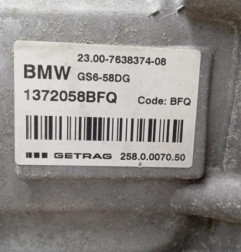 23.00-7638374-08
BMW GS6-58DG
1372058BFQ Code: BFQ
GETRAG 258.0.0070.50